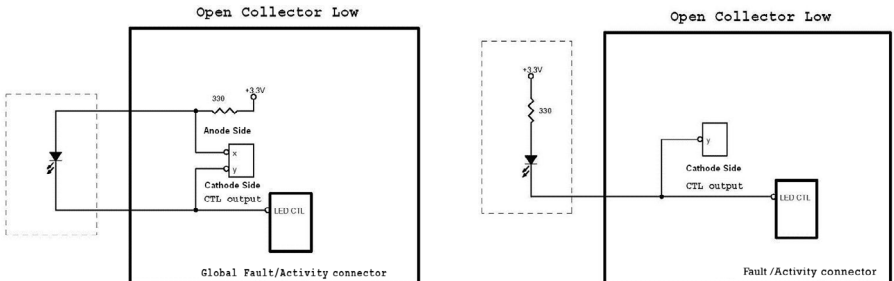 Open Collector Low
+3.3V
330
Anode Side
x
y
Cathode Side
CTL output
LED CTL
Global Fault/Activity connector
Open Collector Low
+3.3V
330
y
Cathode Side
CTL output
LED CTL
Fault /Activity connector